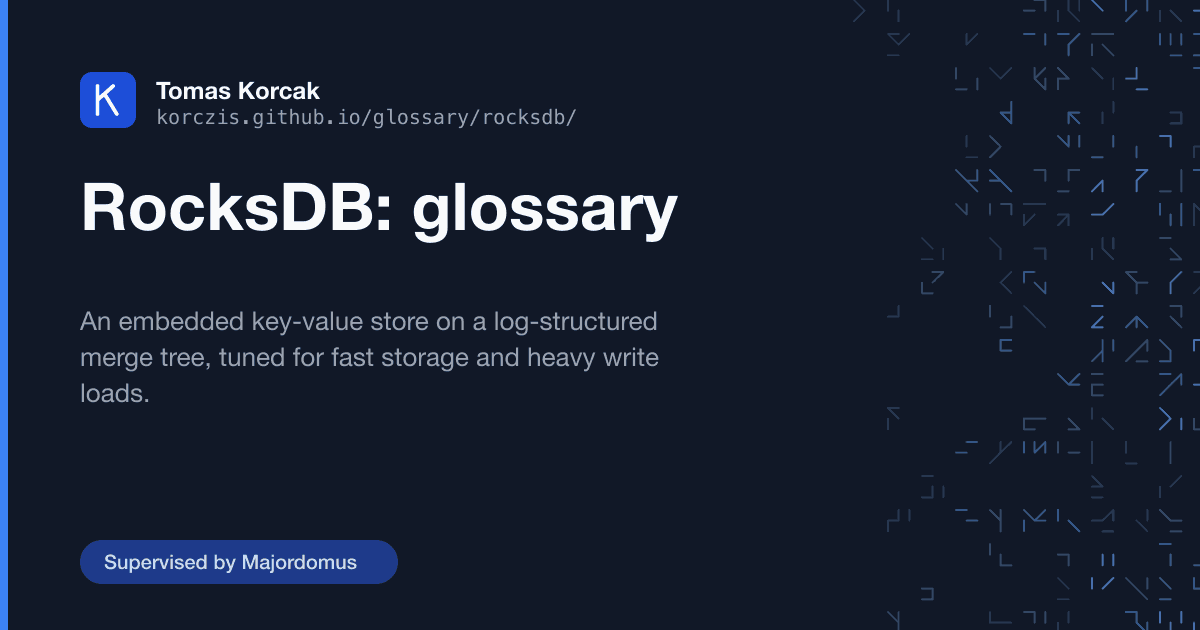 K
Tomas Korcak
korczis.github.io/glossary/rocksdb/
RocksDB: glossary
An embedded key-value store on a log-structured
merge tree, tuned for fast storage and heavy write
loads.
Supervised by Majordomus